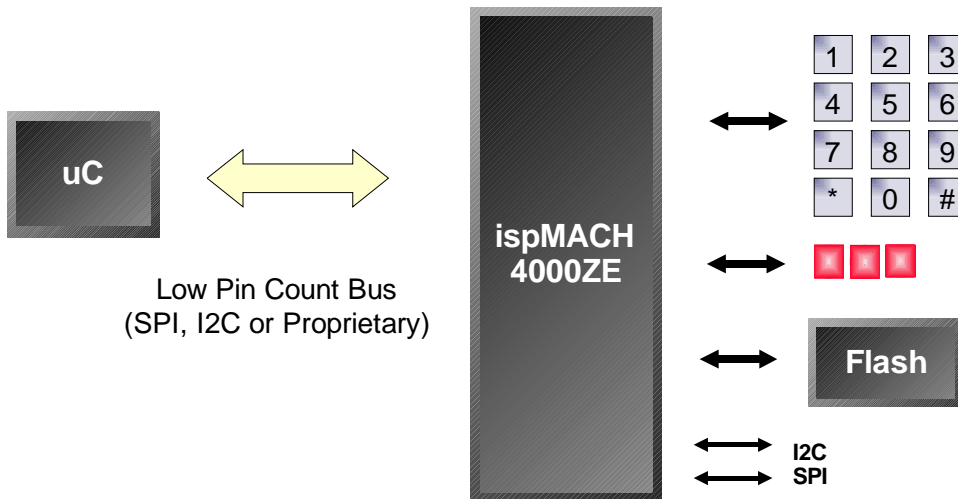 uC
Low Pin Count Bus
(SPI, I2C or Proprietary)
ispMACH
4000ZE
1 2 3
4 5 6
7 8 9
* 0 #
Flash
I2C
SPI